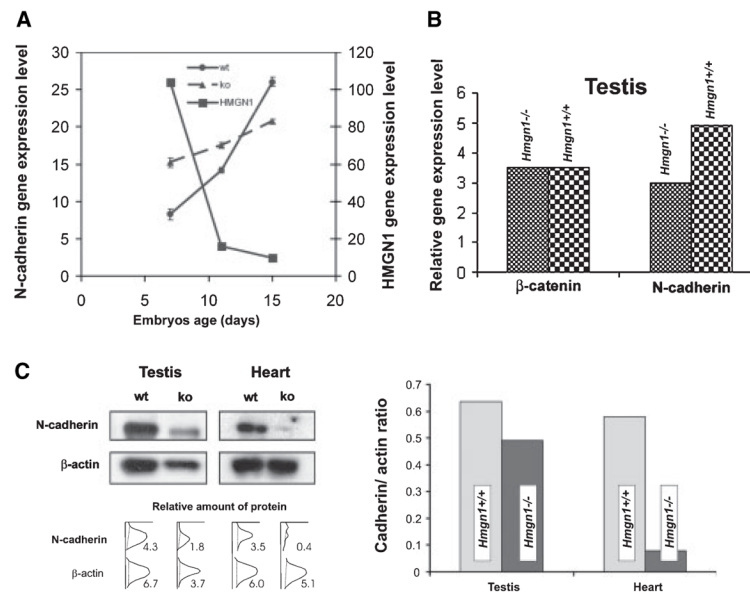 A
N-cadherin gene expression level
30
25
20
15
10
5
0
wt
ko
HMGN1
120
100
80
60
40
20
0
HMGN1 gene expression level
0
5
10
15
20
Embryos age (days)
B
Testis
Relative gene expression level
6
5
4
3
2
1
0
Hmgn1-/-
Hmgn1+/+
Hmgn1-/-
Hmgn1+/+
β-catenin
N-cadherin
C
Testis Heart
wt ko wt ko
N-cadherin
β-actin
Relative amount of protein
N-cadherin 4.3 1.8 3.5 0.4
β-actin 6.7 3.7 6.0 5.1
Cadherin/ actin ratio
0.7
0.6
0.5
0.4
0.3
0.2
0.1
0
Hmgn1+/+
Hmgn1-/-
Hmgn1+/+
Hmgn1-/-
Testis
Heart